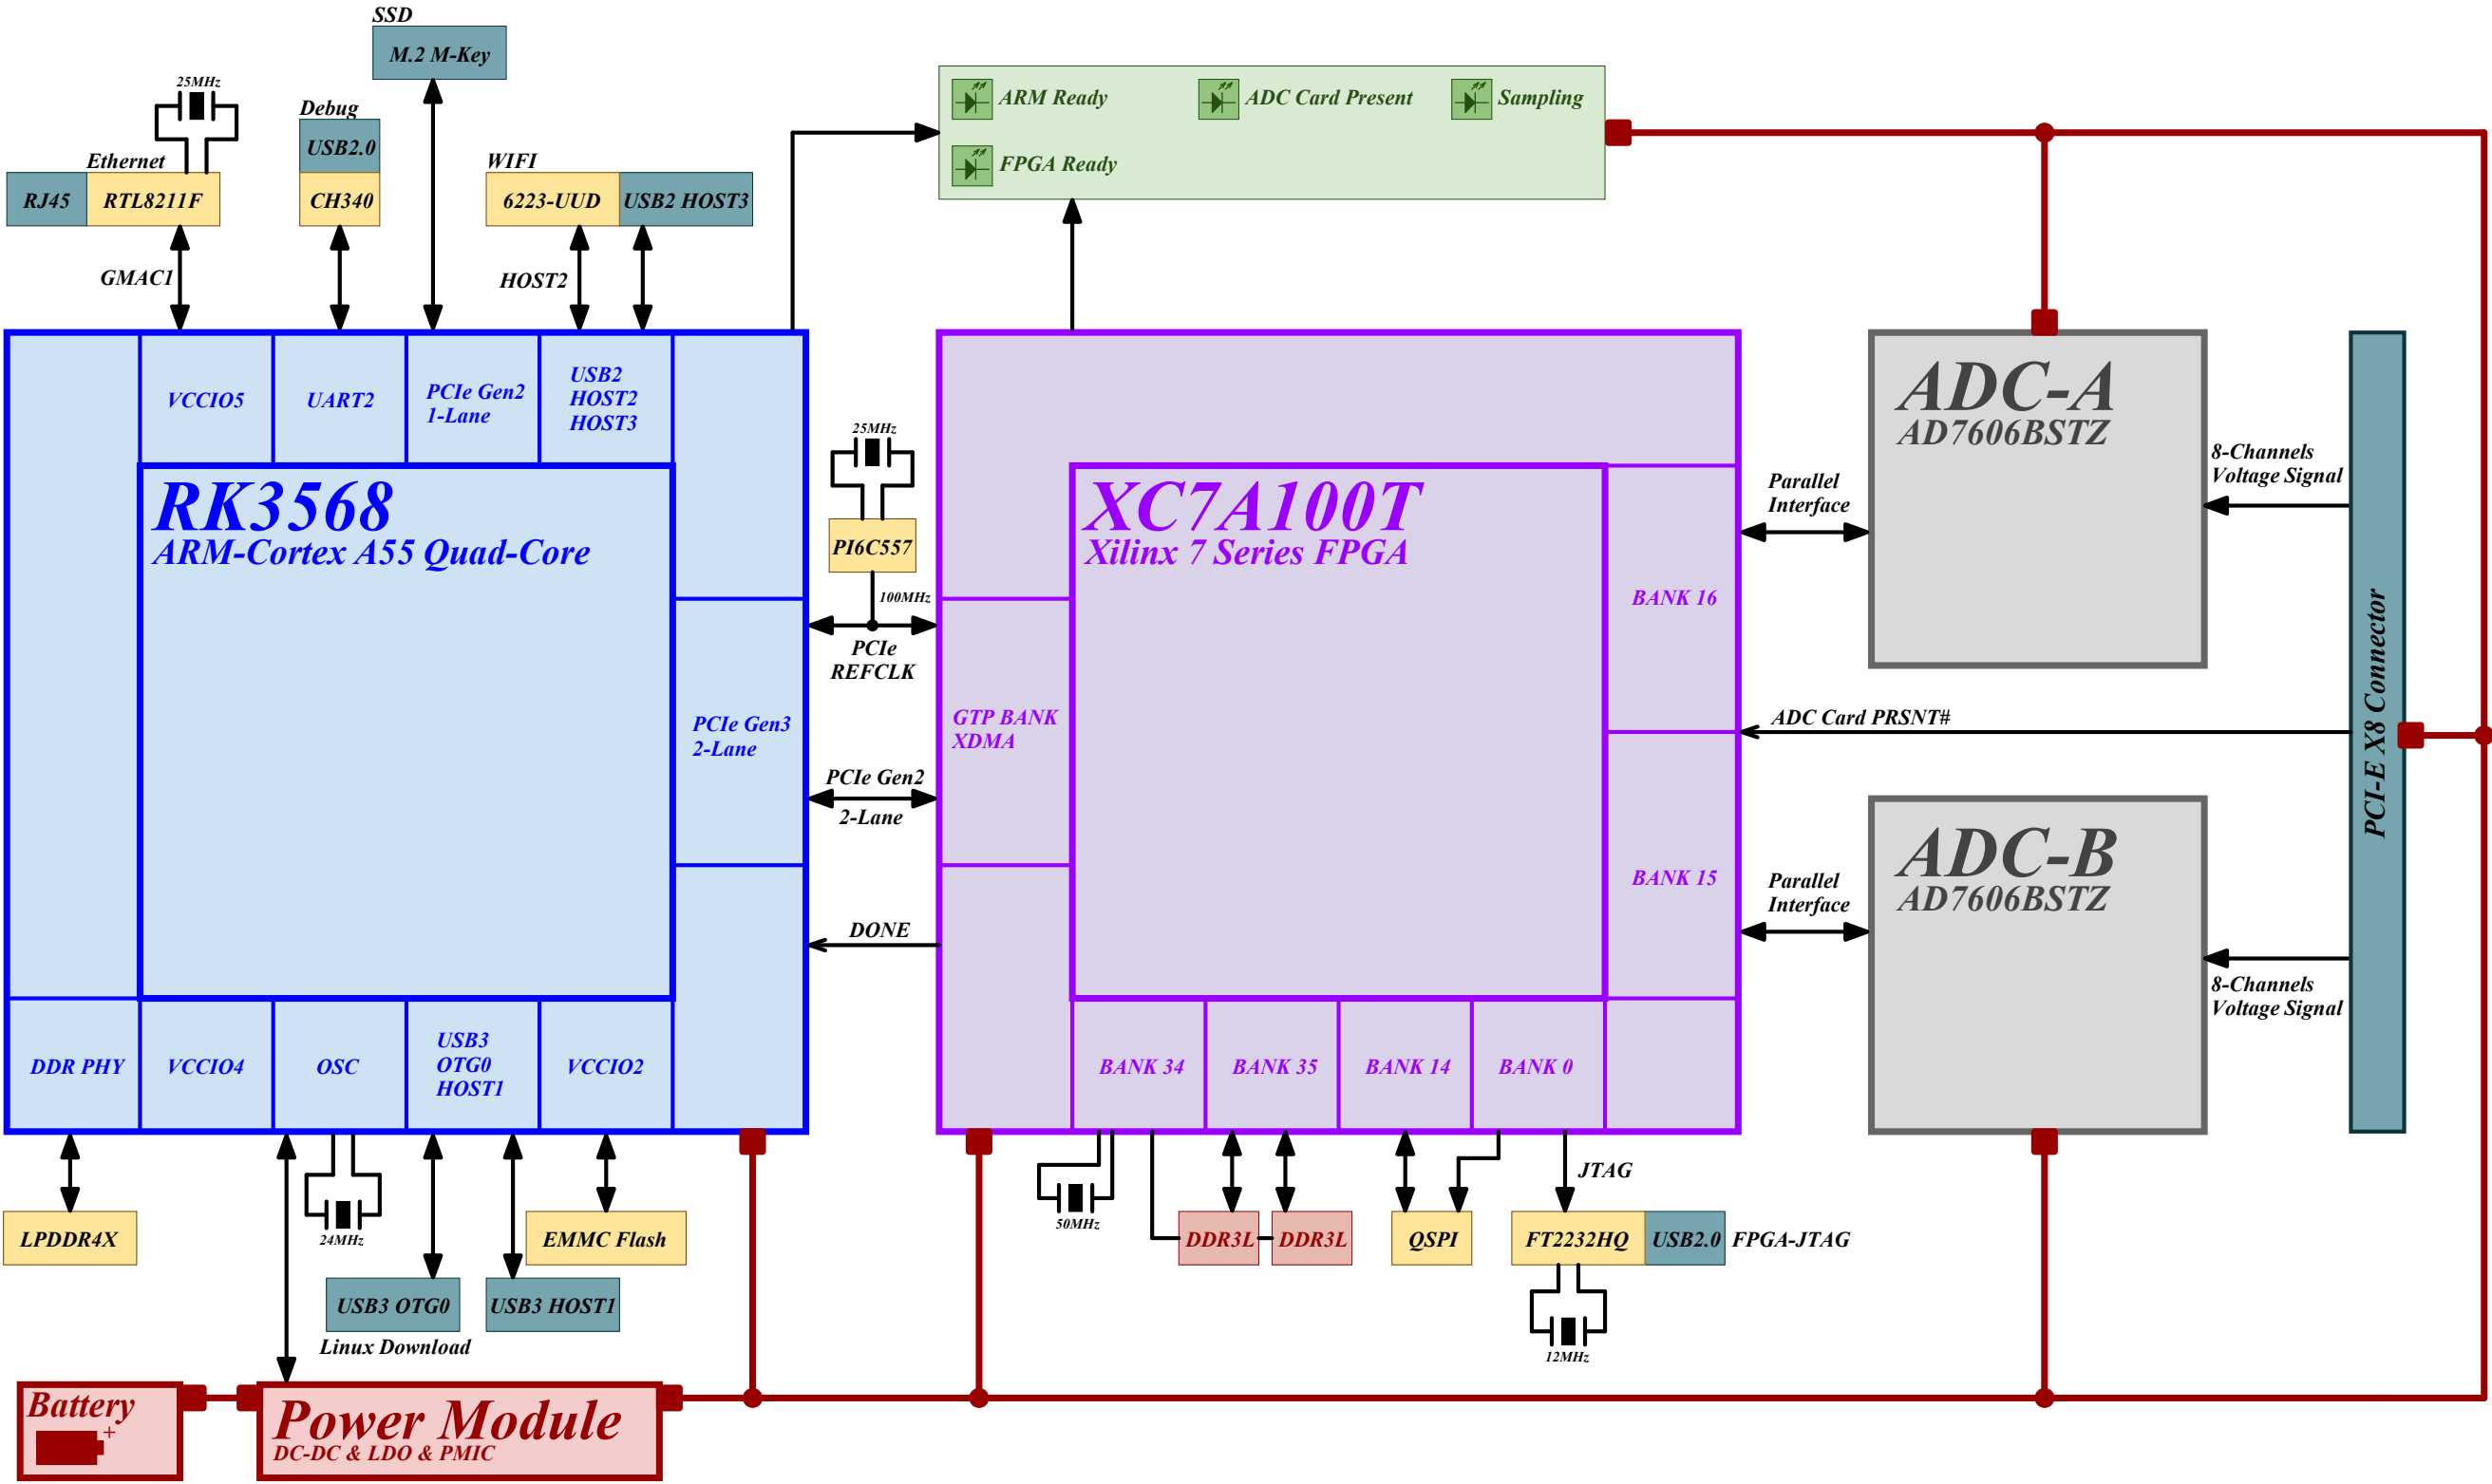 SSD
M.2 M-Key
25MHz
Debug
USB2.0
CH340
Ethernet
RJ45
RTL8211F
WIFI
6223-UUD
USB2 HOST3
GMAC1
HOST2
ARM Ready
ADC Card Present
Sampling
FPGA Ready
VCCIO5
UART2
PCIe Gen2
1-Lane
USB2
HOST2
HOST3
RK3568
ARM-Cortex A55 Quad-Core
PCIe Gen3
2-Lane
DDR PHY
VCCIO4
OSC
USB3
OTG0
HOST1
VCCIO2
25MHz
PI6C557
100MHz
PCIe
REFCLK
PCIe Gen2
2-Lane
DONE
XC7A100T
Xilinx 7 Series FPGA
GTP BANK
XDMA
BANK 16
BANK 15
BANK 34
BANK 35
BANK 14
BANK 0
Parallel
Interface
ADC-A
AD7606BSTZ
8-Channels
Voltage Signal
ADC Card PRSNT#
PCI-E X8 Connector
Parallel
Interface
ADC-B
AD7606BSTZ
8-Channels
Voltage Signal
LPDDR4X
24MHz
EMMC Flash
USB3 OTG0
Linux Download
USB3 HOST1
50MHz
DDR3L
DDR3L
QSPI
JTAG
FT2232HQ
USB2.0
FPGA-JTAG
12MHz
Battery
+
Power Module
DC-DC & LDO & PMIC